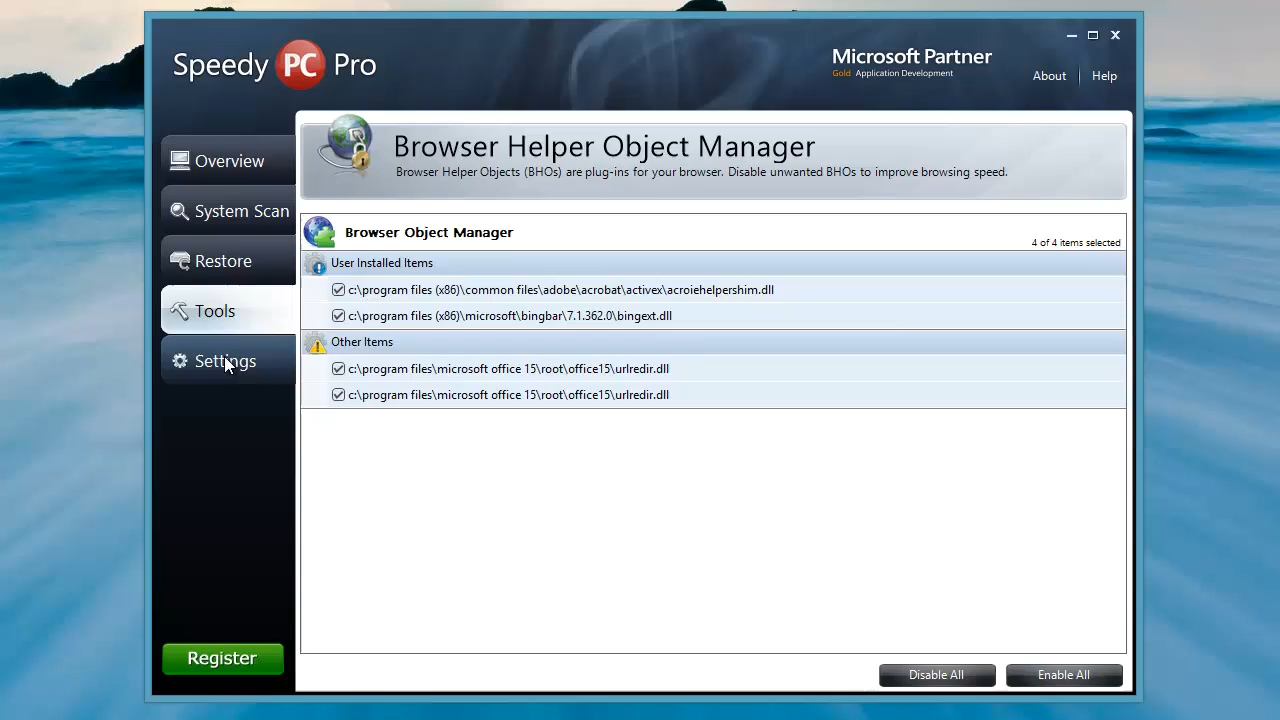 Speedy PC Pro
Microsoft Partner
Gold Application Development
About
Help
Overview
System Scan
Restore
Tools
Settings
Register
Browser Helper Object Manager
Browser Helper Objects (BHOs) are plug-ins for your browser. Disable unwanted BHOs to improve browsing speed.
Browser Object Manager
4 of 4 items selected
User Installed Items
c:\program files (x86)\common files\adobe\acrobat\activex\acroiehelpershim.dll
c:\program files (x86)\microsoft\bingbar\7.1.362.0\bingext.dll
Other Items
c:\program files\microsoft office 15\root\office15\urlredir.dll
c:\program files\microsoft office 15\root\office15\urlredir.dll
Disable All
Enable All